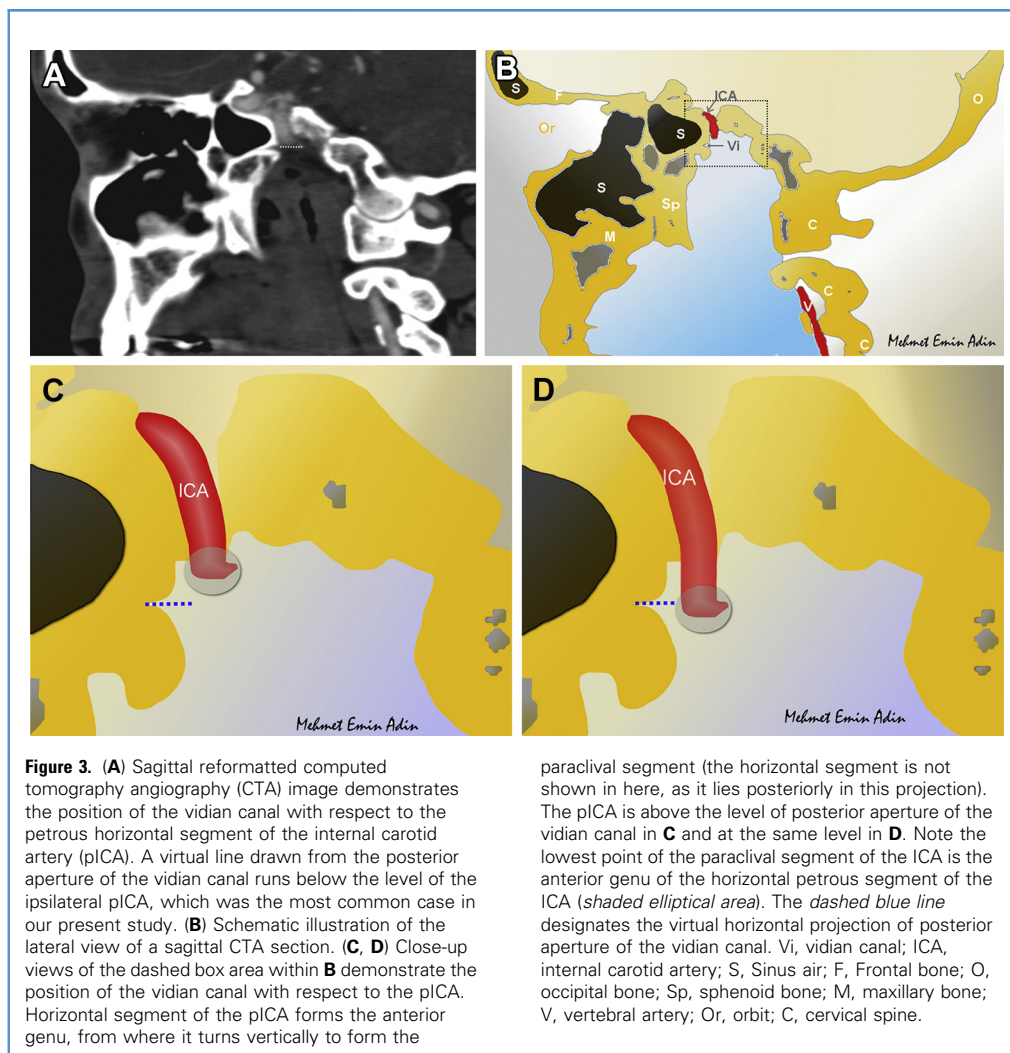 A
B
S
F
ICA
O
Or
S
Vi
S
Sp
M
C
C
V
C
Mehmet Emin Adin
C
ICA
Mehmet Emin Adin
D
ICA
Mehmet Emin Adin
Figure 3. (A) Sagittal reformatted computed
tomography angiography (CTA) image demonstrates
the position of the vidian canal with respect to the
petrous horizontal segment of the internal carotid
artery (pICA). A virtual line drawn from the posterior
aperture of the vidian canal runs below the level of the
ipsilateral pICA, which was the most common case in
our present study. (B) Schematic illustration of the
lateral view of a sagittal CTA section. (C, D) Close-up
views of the dashed box area within B demonstrate the
position of the vidian canal with respect to the pICA.
Horizontal segment of the pICA forms the anterior
genu, from where it turns vertically to form the
paraclival segment (the horizontal segment is not
shown in here, as it lies posteriorly in this projection).
The pICA is above the level of posterior aperture of the
vidian canal in C and at the same level in D. Note the
lowest point of the paraclival segment of the ICA is the
anterior genu of the horizontal petrous segment of the
ICA (shaded elliptical area). The dashed blue line
designates the virtual horizontal projection of posterior
aperture of the vidian canal. Vi, vidian canal; ICA,
internal carotid artery; S, Sinus air; F, Frontal bone; O,
occipital bone; Sp, sphenoid bone; M, maxillary bone;
V, vertebral artery; Or, orbit; C, cervical spine.